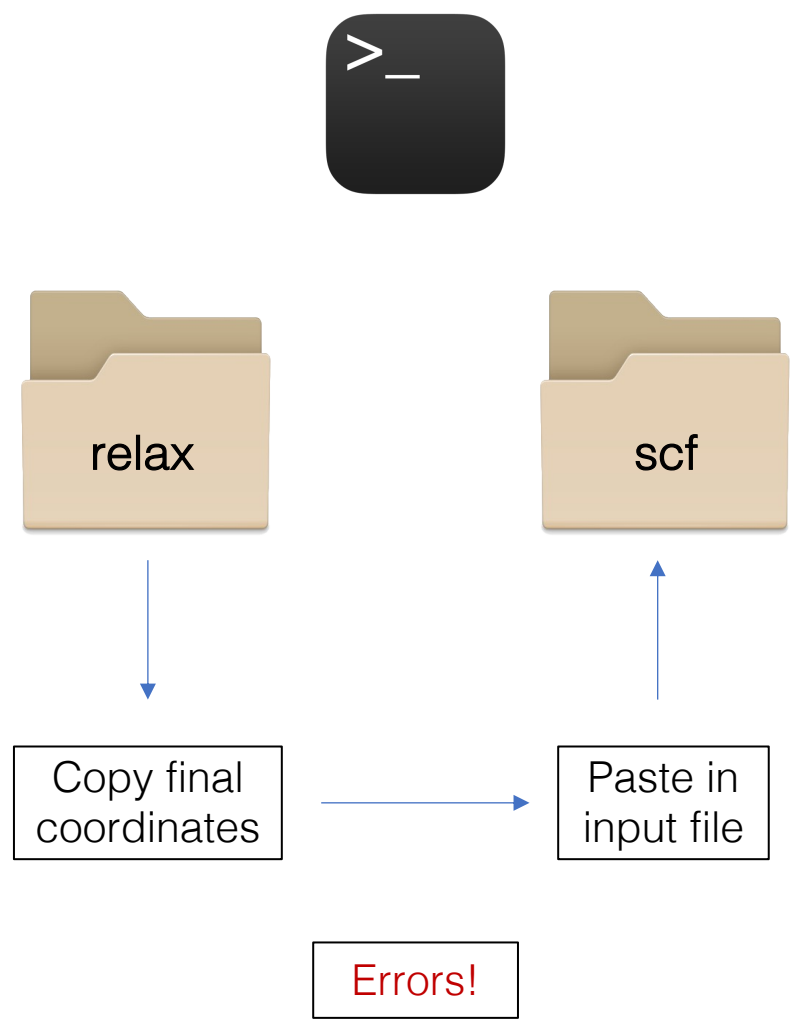 >_
relax
scf
Copy final
coordinates
Paste in
input file
Errors!